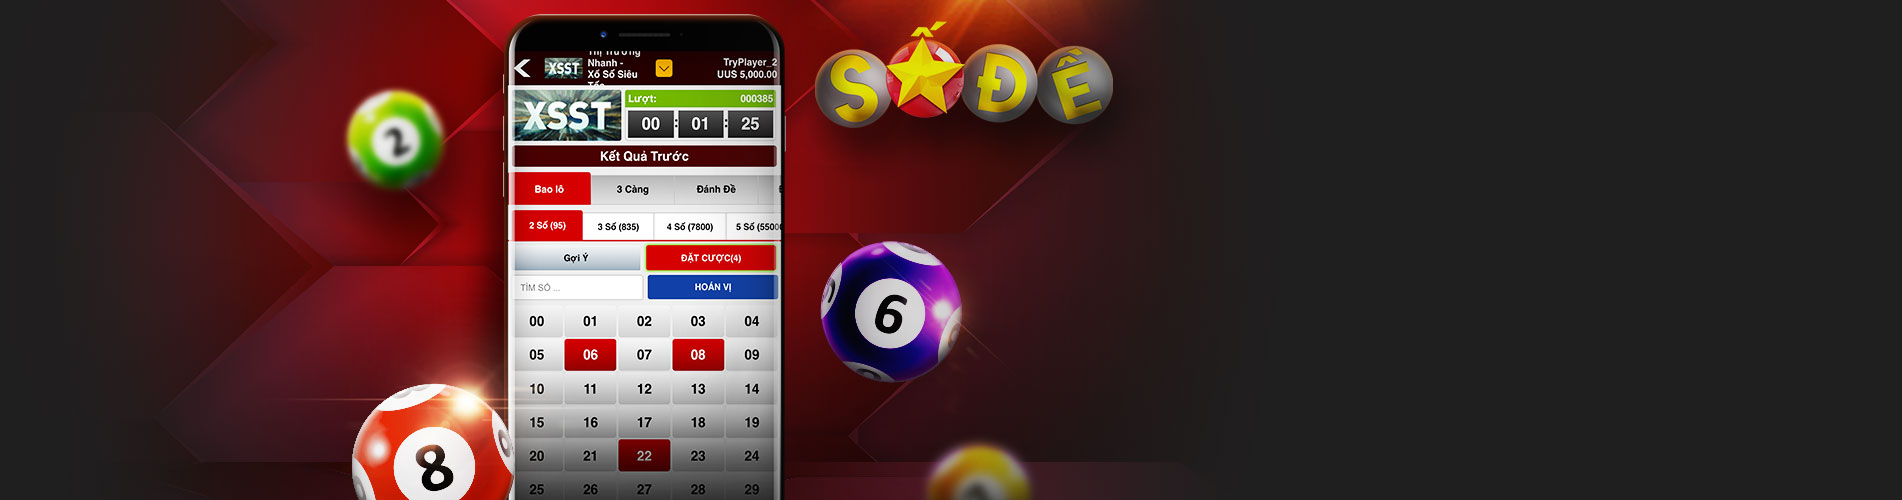 SỐ ĐỀ
Thị Trường
Nhanh -
Xổ Số Siêu
XSST
TryPlayer_2
UUS 5,000.00
XSST
Lượt: 000385
00 : 01 : 25
Kết Quả Trước
Bao lô 3 Càng Đánh Đề
2 Số (95) 3 Số (835) 4 Số (7800) 5 Số (5500
Gợi Ý ĐẶT CƯỢC(4)
TÌM SỐ ... HOÁN VỊ
00 01 02 03 04
05 06 07 08 09
10 11 12 13 14
15 16 17 18 19
20 21 22 23 24
25 26 27 28 29
2
6
8